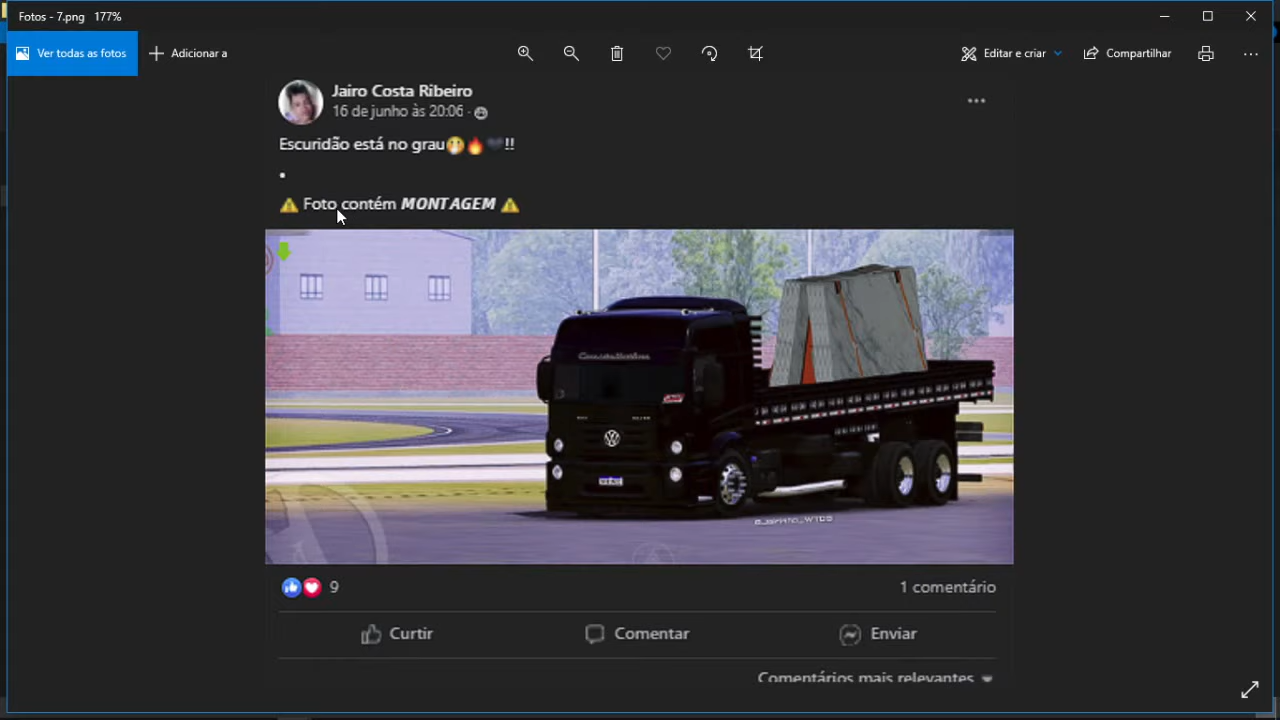 Fotos - 7.png 177%
Ver todas as fotos
Adicionar a
Editar e criar
Compartilhar
Jairo Costa Ribeiro
16 de junho às 20:06 ·
Escuridão está no grau😬🔥🖤!!
•
⚠️ Foto contém MONTAGEM ⚠️
Constellation
9
1 comentário
Curtir
Comentar
Enviar
Comentários mais relevantes